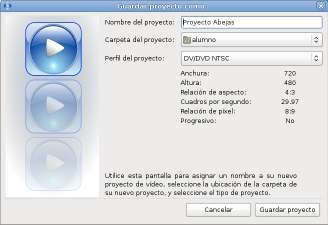 Guardar proyecto como...
Nombre del proyecto: Proyecto Abejas
Carpeta del proyecto: alumno
Perfil del proyecto: DV/DVD NTSC
Anchura: 720
Altura: 480
Relación de aspecto: 4:3
Cuadros por segundo: 29.97
Relación de pixel: 8:9
Progresivo: No
Utilice esta pantalla para asignar un nombre a su nuevo
proyecto de vídeo, seleccione la ubicación de la carpeta de
su nuevo proyecto, y seleccione un perfil de proyecto.
Cancelar Guardar proyecto